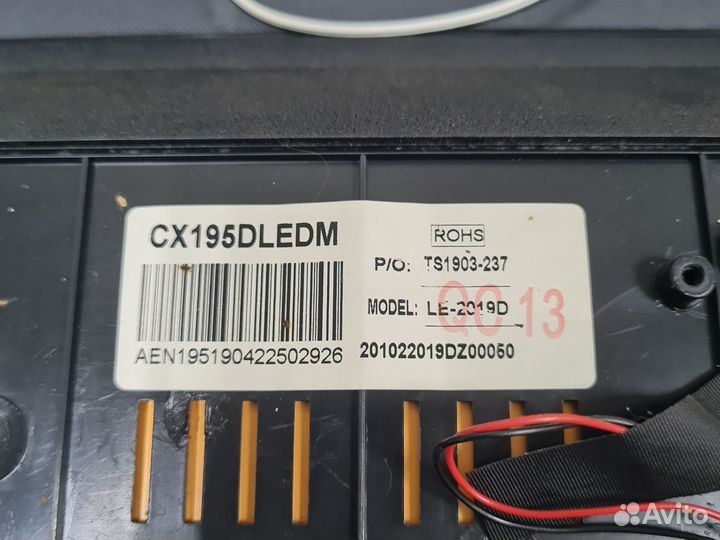 CX195DLEDM
AEN195190422502926
ROHS
P/O: TS1903-237
MODEL: LE-2019D
QC 13
201022019DZ00050
Avito